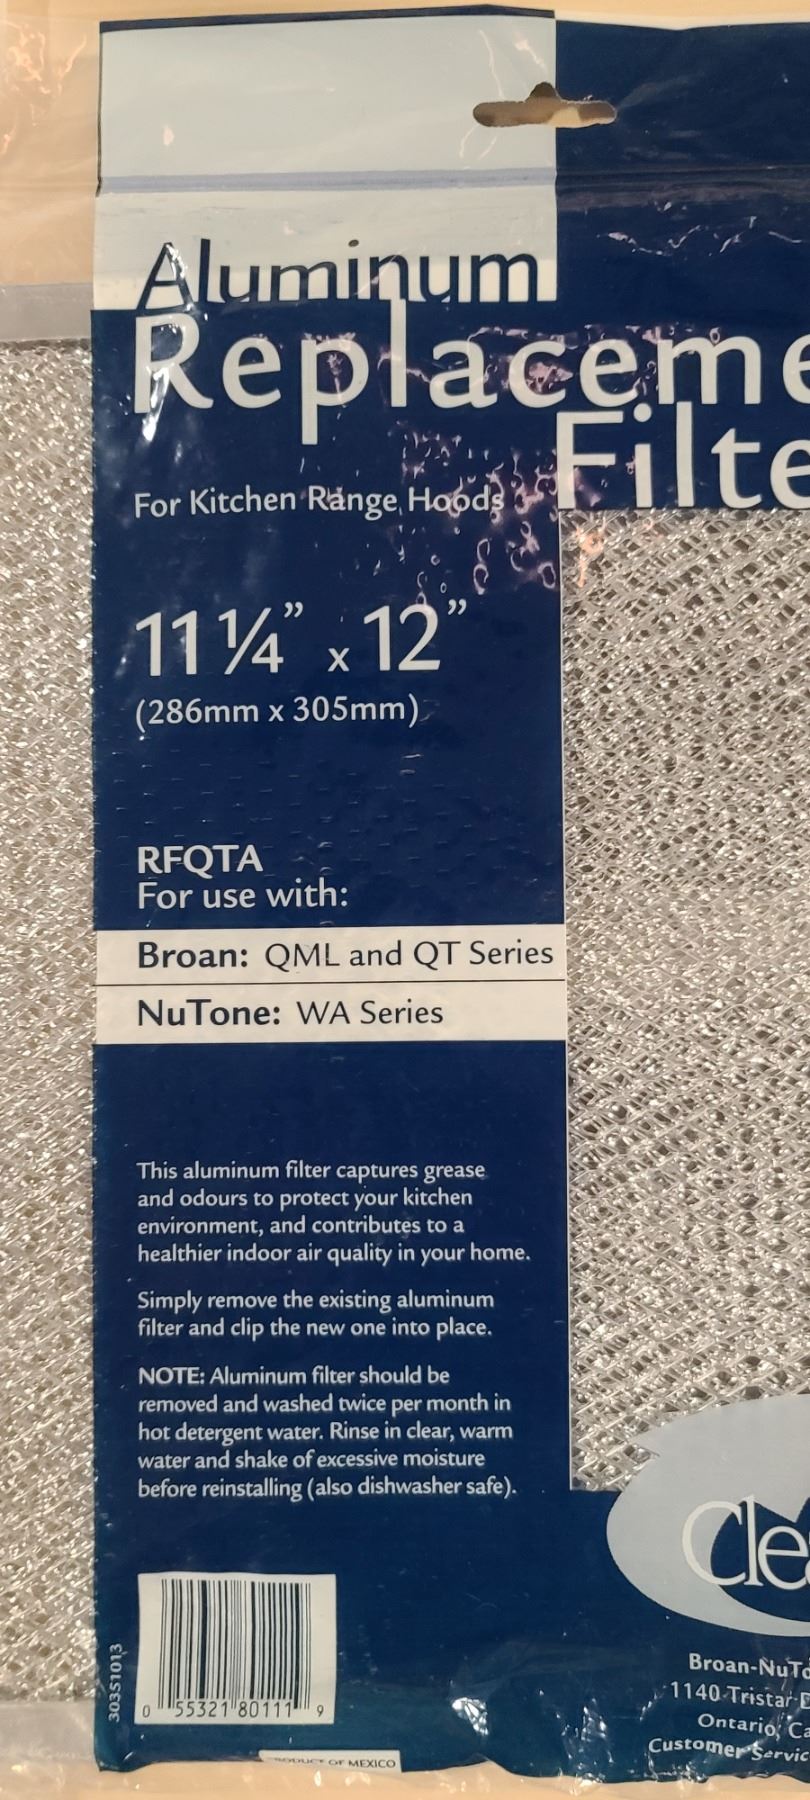 Aluminum
Replaceme
Filte
For Kitchen Range Hoods
11 ¼" x 12"
(286mm x 305mm)
RFQTA
For use with:
Broan: QML and QT Series
NuTone: WA Series
This aluminum filter captures grease
and odours to protect your kitchen
environment, and contributes to a
healthier indoor air quality in your home.
Simply remove the existing aluminum
filter and clip the new one into place.
NOTE: Aluminum filter should be
removed and washed twice per month in
hot detergent water. Rinse in clear, warm
water and shake of excessive moisture
before reinstalling (also dishwasher safe).
Cle
Broan-NuTo
1140 Tristar D
Ontario, Ca
Customer Servic
30351013
0 55321 80111 9
PRODUCT OF MEXICO